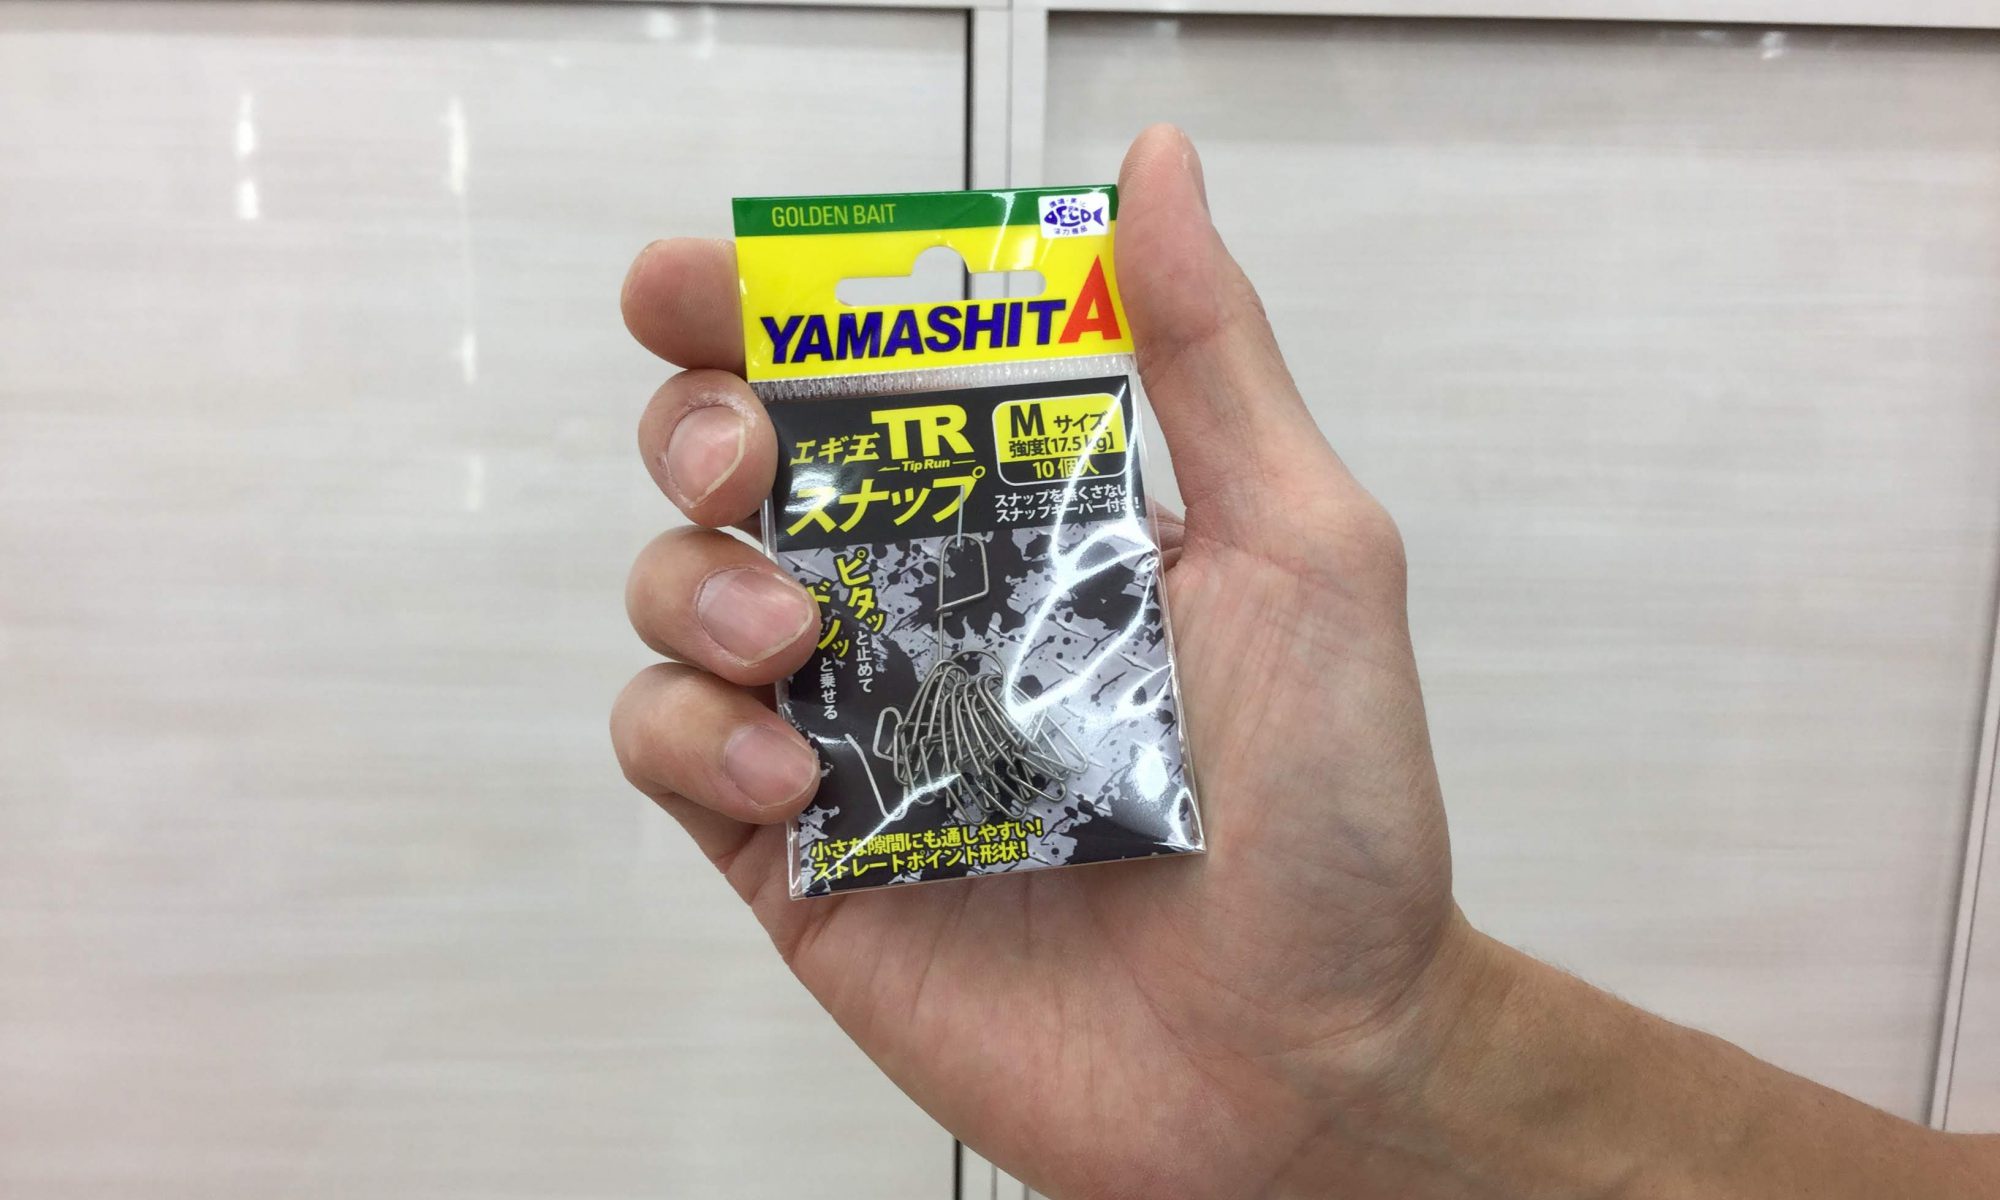 GOLDEN BAIT
YAMASHITA
エギ王TR
Tip Run
スナップ
M サイズ
強度【17.5kg】
10個入
スナップを無くさない
スナップキーパー付き!
ピタッと止めて
ドンッと乗せる
小さな隙間にも通しやすい!
ストレートポイント形状!